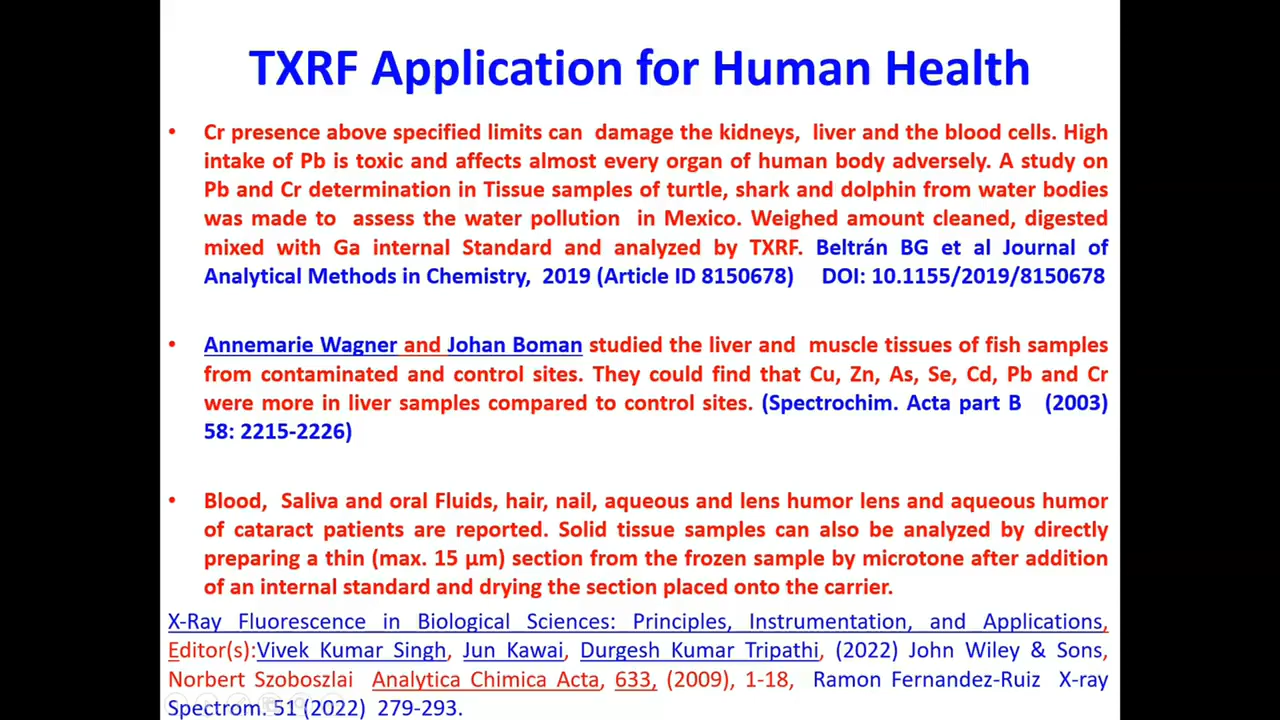 TXRF Application for Human Health
• Cr presence above specified limits can damage the kidneys, liver and the blood cells. High
intake of Pb is toxic and affects almost every organ of human body adversely. A study on
Pb and Cr determination in Tissue samples of turtle, shark and dolphin from water bodies
was made to assess the water pollution in Mexico. Weighed amount cleaned, digested
mixed with Ga internal Standard and analyzed by TXRF. Beltrán BG et al Journal of
Analytical Methods in Chemistry, 2019 (Article ID 8150678) DOI: 10.1155/2019/8150678
• Annemarie Wagner and Johan Boman studied the liver and muscle tissues of fish samples
from contaminated and control sites. They could find that Cu, Zn, As, Se, Cd, Pb and Cr
were more in liver samples compared to control sites. (Spectrochim. Acta part B (2003)
58: 2215-2226)
• Blood, Saliva and oral Fluids, hair, nail, aqueous and lens humor lens and aqueous humor
of cataract patients are reported. Solid tissue samples can also be analyzed by directly
preparing a thin (max. 15 µm) section from the frozen sample by microtone after addition
of an internal standard and drying the section placed onto the carrier.
X-Ray Fluorescence in Biological Sciences: Principles, Instrumentation, and Applications,
Editor(s):Vivek Kumar Singh, Jun Kawai, Durgesh Kumar Tripathi, (2022) John Wiley & Sons,
Norbert Szoboszlai Analytica Chimica Acta, 633, (2009), 1-18, Ramon Fernandez-Ruiz X-ray
Spectrom. 51 (2022) 279-293.